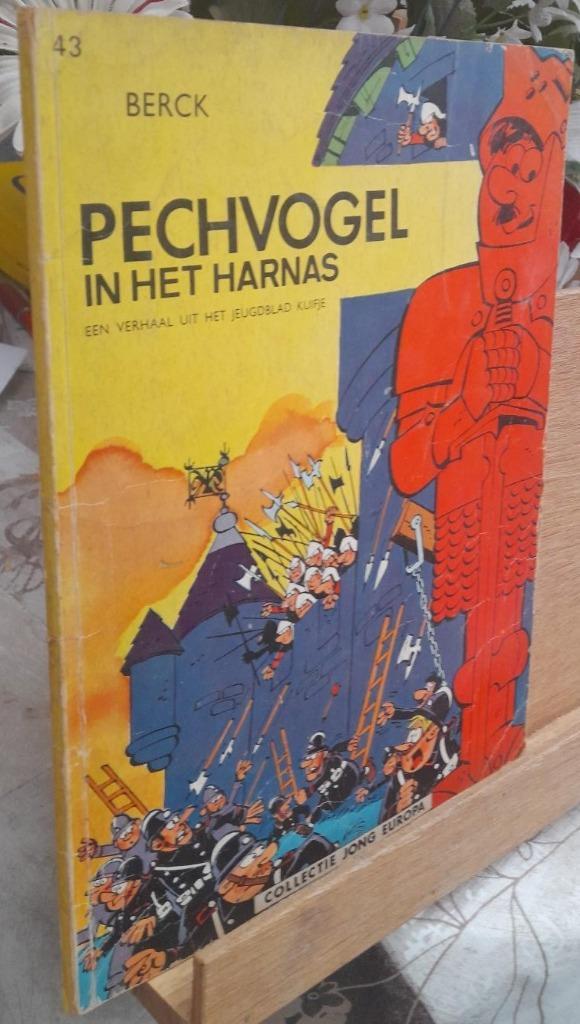 43
BERCK
PECHVOGEL
IN HET HARNAS
EEN VERHAAL UIT HET JEUGDBLAD KUIFJE
COLLECTIE JONG EUROPA